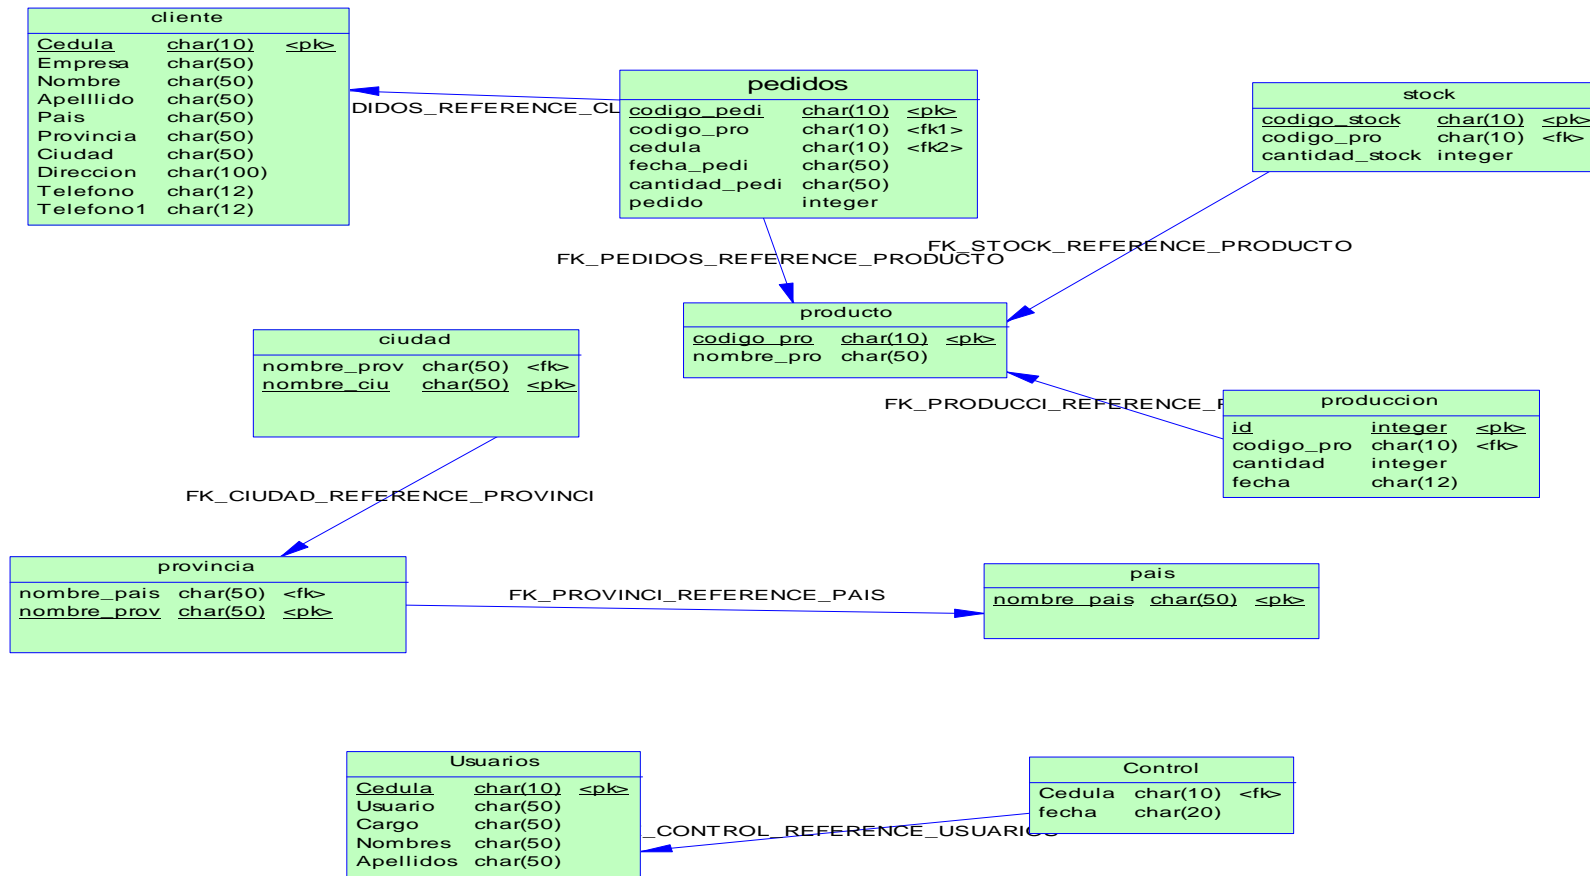 cliente
Cedula char(10) <pk>
Empresa char(50)
Nombre char(50)
Apelllido char(50)
Pais char(50)
Provincia char(50)
Ciudad char(50)
Direccion char(100)
Telefono char(12)
Telefono1 char(12)
DIDOS_REFERENCE_CL
pedidos
codigo_pedi char(10) <pk>
codigo_pro char(10) <fk1>
cedula char(10) <fk2>
fecha_pedi char(50)
cantidad_pedi char(50)
pedido integer
stock
codigo_stock char(10) <pk>
codigo_pro char(10) <fk>
cantidad_stock integer
FK_STOCK_REFERENCE_PRODUCTO
FK_PEDIDOS_REFERENCE_PRODUCTO
producto
codigo_pro char(10) <pk>
nombre_pro char(50)
ciudad
nombre_prov char(50) <fk>
nombre_ciu char(50) <pk>
FK_PRODUCCI_REFERENCE_P
produccion
id integer <pk>
codigo_pro char(10) <fk>
cantidad integer
fecha char(12)
FK_CIUDAD_REFERENCE_PROVINCI
provincia
nombre_pais char(50) <fk>
nombre_prov char(50) <pk>
FK_PROVINCI_REFERENCE_PAIS
pais
nombre_pais char(50) <pk>
Usuarios
Cedula char(10) <pk>
Usuario char(50)
Cargo char(50)
Nombres char(50)
Apellidos char(50)
_CONTROL_REFERENCE_USUARIOS
Control
Cedula char(10) <fk>
fecha char(20)